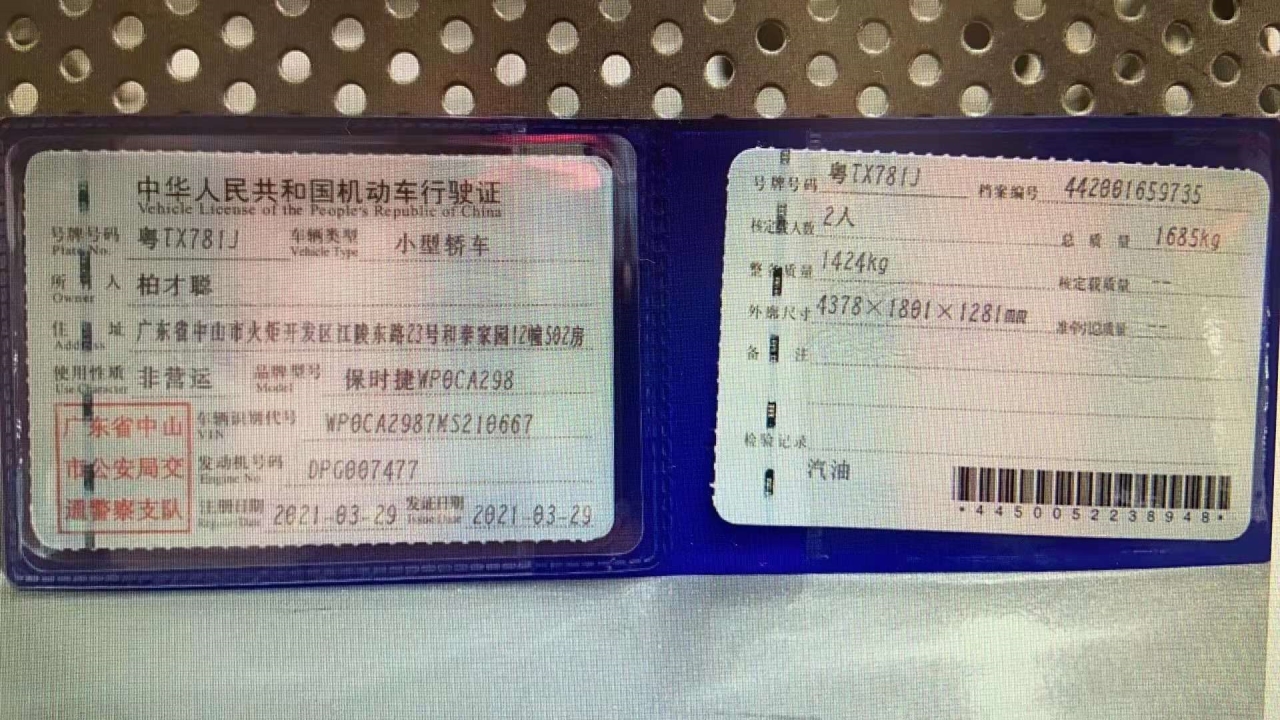 中华人民共和国机动车行驶证
Vehicle License of the People's Republic of China
号牌号码 粤TX781J 车辆类型 小型轿车
Plate No. Vehicle Type
所有人 柏才聪
Owner
住址 广东省中山市火炬开发区江陵东路23号和泰家园12幢502房
Address
使用性质 非营运 品牌型号 保时捷WP0CA298
Use Character Model
广东省中山
市公安局交
通警察支队
车辆识别代号 WP0CA2987MS210667
VIN
发动机号码 DPG007477
Engine No.
注册日期 2021-03-29 发证日期 2021-03-29
Register Date Issue Date
号牌号码 粤TX781J 档案编号 442001659735
核定载人数 2人 总质量 1685kg
整备质量 1424kg 核定载质量 --
外廓尺寸 4378×1801×1281mm 准牵引总质量 --
备注
检验记录
汽油
*4450052238948*